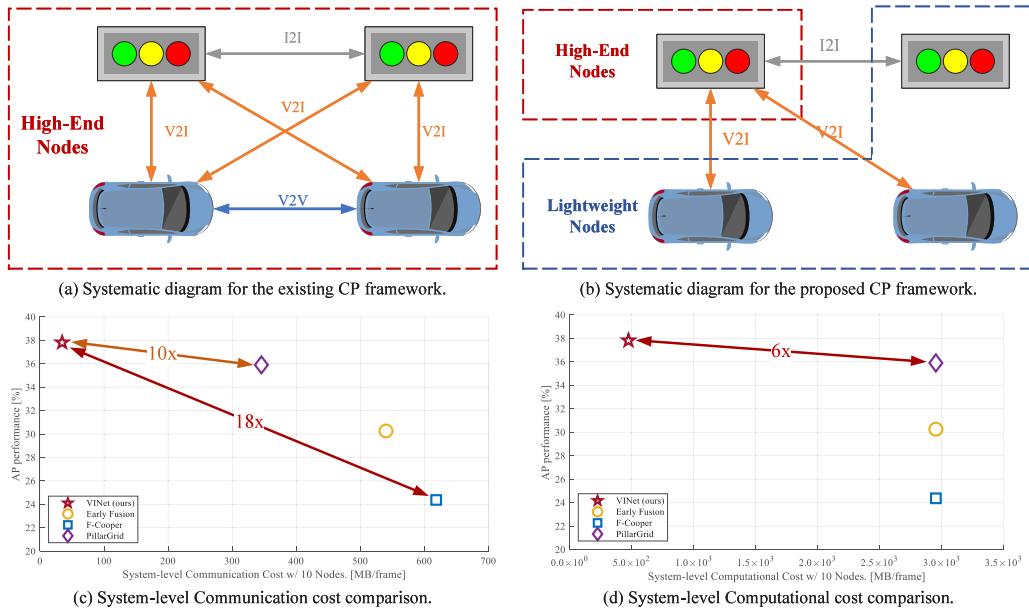 I2I
V2I
V2I
V2I
High-End
Nodes
V2V
(a) Systematic diagram for the existing CP framework.
High-End
Nodes
I2I
V2I
V2I
Lightweight
Nodes
(b) Systematic diagram for the proposed CP framework.
40
38
36
34
32
30
28
26
24
22
20
AP performance [%]
10x
18x
VINet (ours)
Early Fusion
F-Cooper
PillarGrid
0
100
200
300
400
500
600
700
System-level Communication Cost w/ 10 Nodes. [MB/frame]
(c) System-level Communication cost comparison.
40
38
36
34
32
30
28
26
24
22
20
AP performance [%]
6x
VINet (ours)
Early Fusion
F-Cooper
PillarGrid
0.0×10⁰
5.0×10²
1.0×10³
1.5×10³
2.0×10³
2.5×10³
3.0×10³
3.5×10³
System-level Computational Cost w/ 10 Nodes. [MB/frame]
(d) System-level Computational cost comparison.